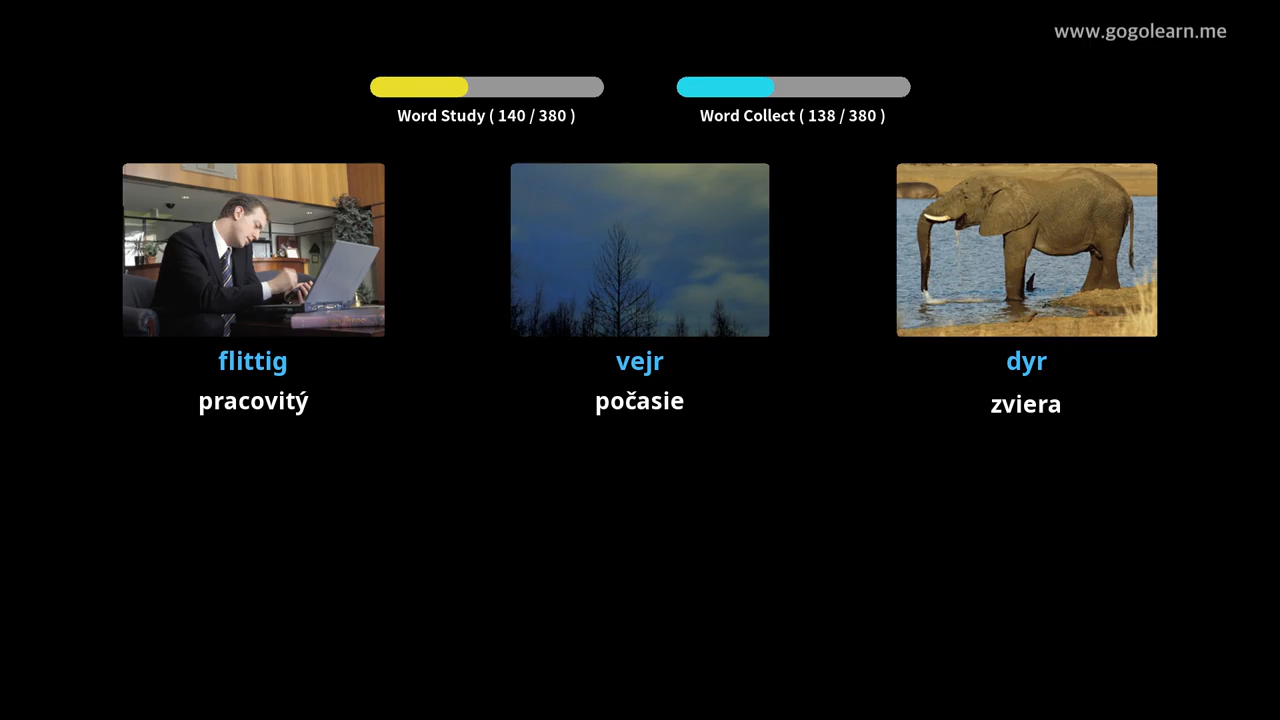 www.gogolearn.me
Word Study ( 140 / 380 )
Word Collect ( 138 / 380 )
flittig
vejr
dyr
pracovitý
počasie
zviera